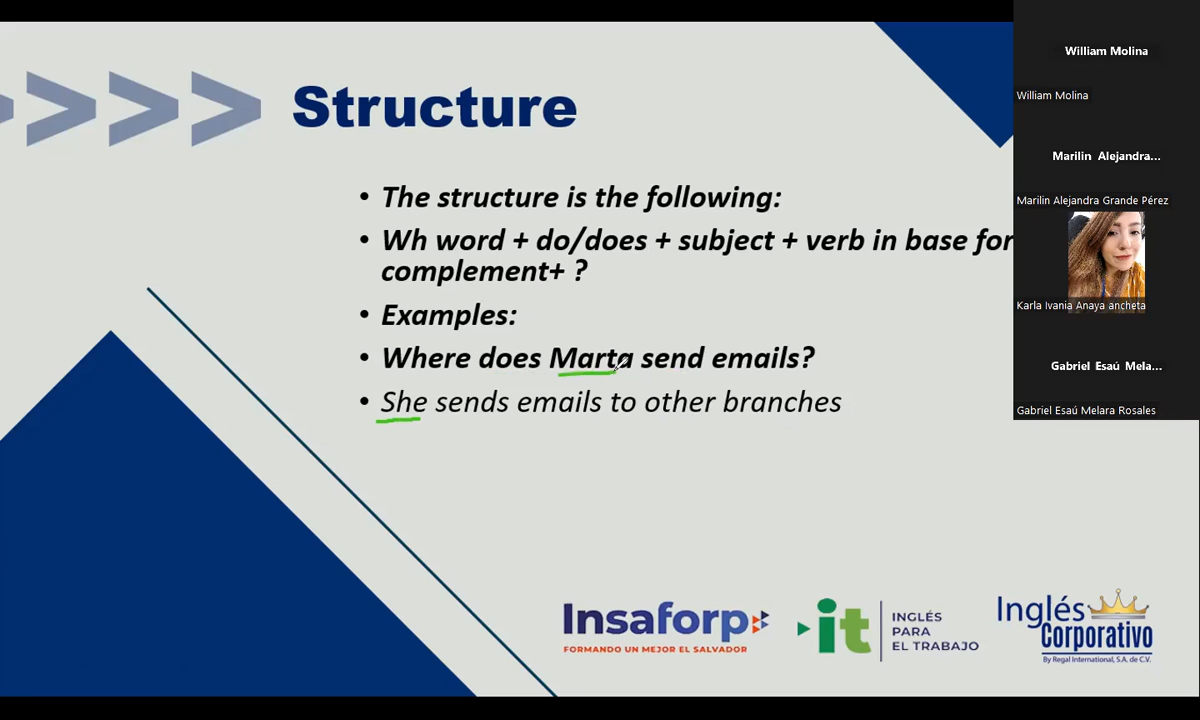 Structure
• The structure is the following:
• Wh word + do/does + subject + verb in base for
complement+ ?
• Examples:
• Where does Marta send emails?
• She sends emails to other branches
William Molina
William Molina
Marilin Alejandra...
Marilin Alejandra Grande Pérez
Karla Ivania Anaya ancheta
Gabriel Esaú Mela...
Gabriel Esaú Melara Rosales
Insaforp
FORMANDO UN MEJOR EL SALVADOR
it
INGLÉS
PARA
EL TRABAJO
Inglés
Corporativo
By Regal International, S.A. de C.V.